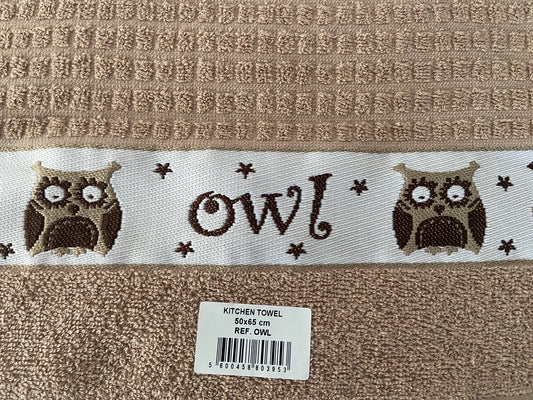 owl
KITCHEN TOWEL
50x65 cm
REF. OWL
5 600458 803953